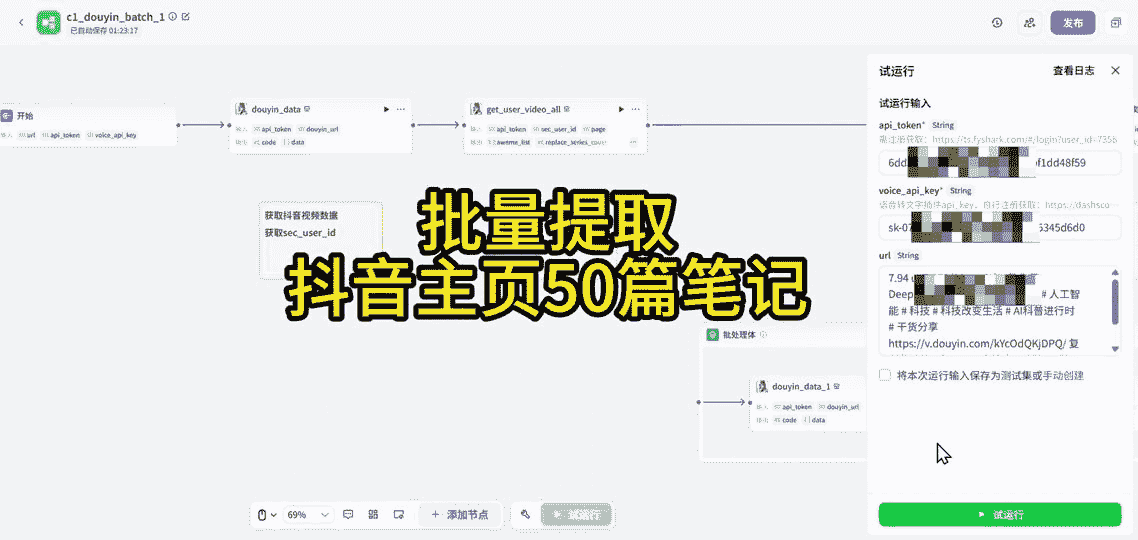 c1_douyin_batch_1
已自动保存 01:23:17
发布
开始
url api_token voice_api_key
douyin_data
api_token douyin_url
code data
get_user_video_all
api_token sec_user_id page
aweme_list replace_series_cover
获取抖音视频数据
获取sec_user_id
批量提取
抖音主页50篇笔记
批处理体
douyin_data_1
api_token douyin_url
code data
69%
添加节点
试运行
试运行
查看日志
试运行输入
api_token* String
6dd
f1dd48f59
voice_api_key* String
sk-0
6345d6d0
url String
7.94
Deep # 人工智
能 # 科技 # 科技改变生活 # AI科普进行时
# 干货分享
https://v.douyin.com/kYcOdQKjDPQ/ 复
将本次运行输入保存为测试集或手动创建
试运行